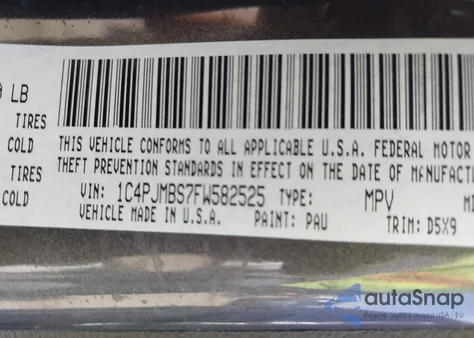 LB
TIRES
COLD
TIRES
COLD
THIS VEHICLE CONFORMS TO ALL APPLICABLE U.S.A. FEDERAL MOTOR
THEFT PREVENTION STANDARDS IN EFFECT ON THE DATE OF MANUFACTU
VIN: 1C4PJMBS7FW582525 TYPE: MPV
VEHICLE MADE IN U.S.A. PAINT: PAU TRIM: D5X9
autoSnap